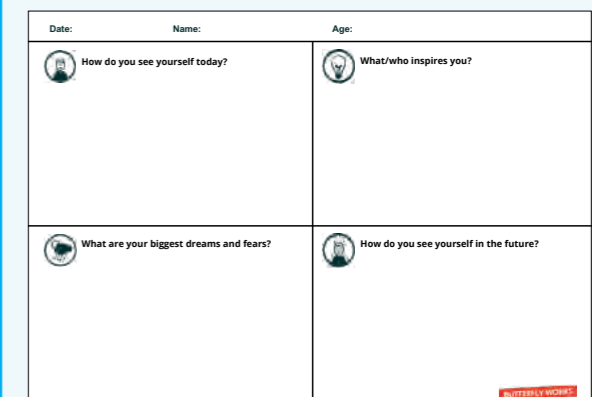 Date: Name: Age:
How do you see yourself today?
What/who inspires you?
What are your biggest dreams and fears?
How do you see yourself in the future?
BUTTERFLY WORKS